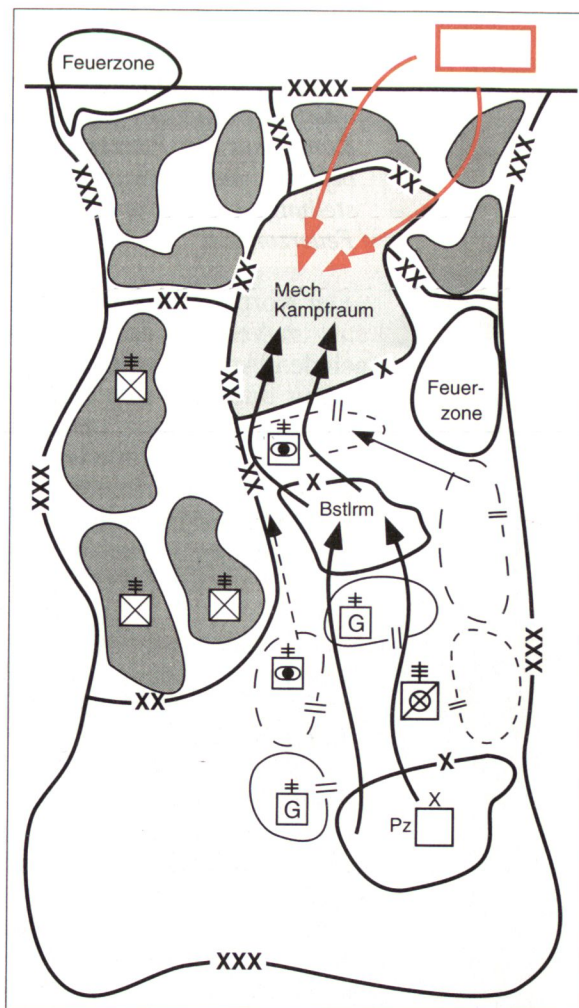 Feuerzone
XXXX
XX
XXX
XXX
XX
XX
XX
XX
Mech
Kampfraum
X
XX
Feuer-
zone
XXX
XX
X
Bstlrm
G
XXX
XX
X
G
X
Pz
XXX